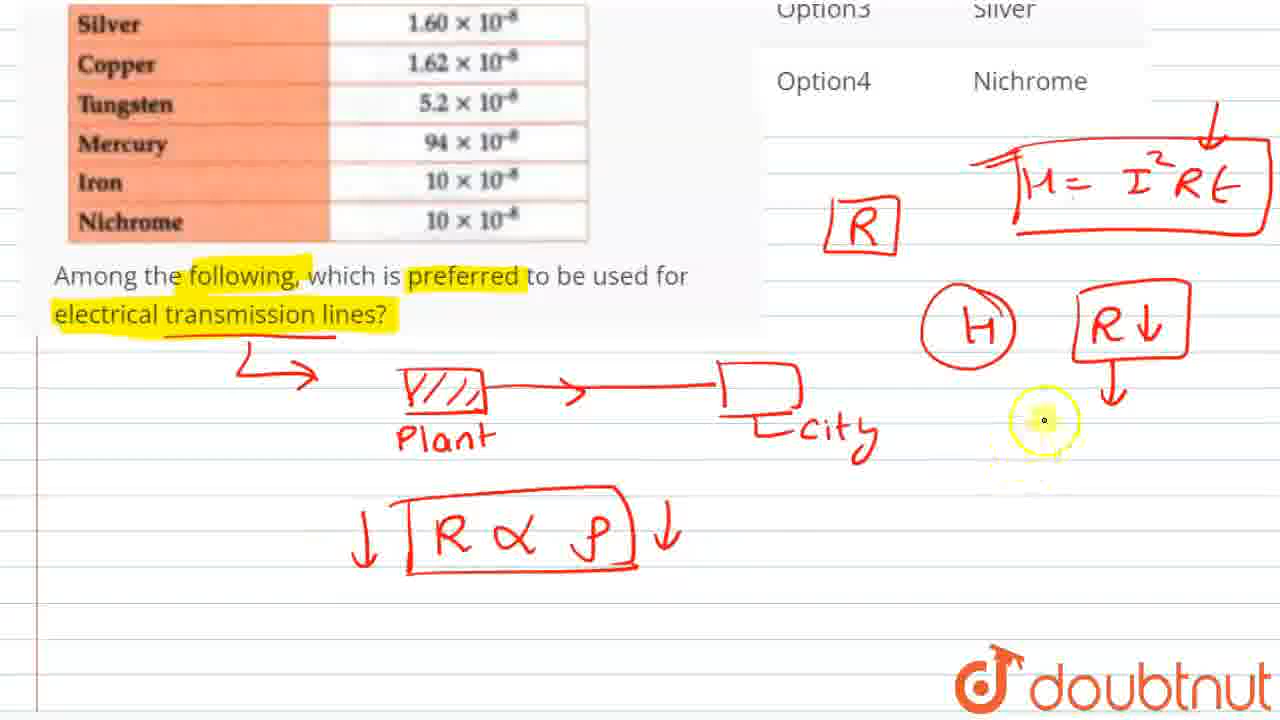 Silver 1.60 × 10⁻⁸
Copper 1.62 × 10⁻⁸
Tungsten 5.2 × 10⁻⁸
Mercury 94 × 10⁻⁸
Iron 10 × 10⁻⁸
Nichrome 10 × 10⁻⁸
Among the following, which is preferred to be used for
electrical transmission lines?
Option3 Silver
Option4 Nichrome
H = I²Rt
R
H R↓
Plant
City
R ∝ ρ
doubtnut